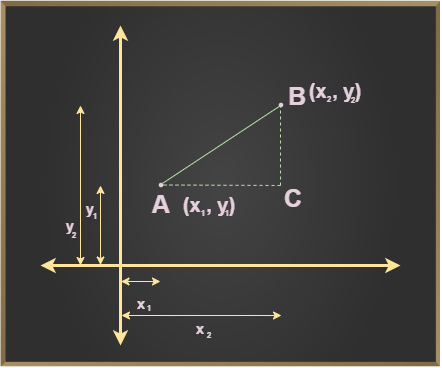 B (x₂, y₂)
A (x₁, y₁)
C
y₁
y₂
x₁
x₂